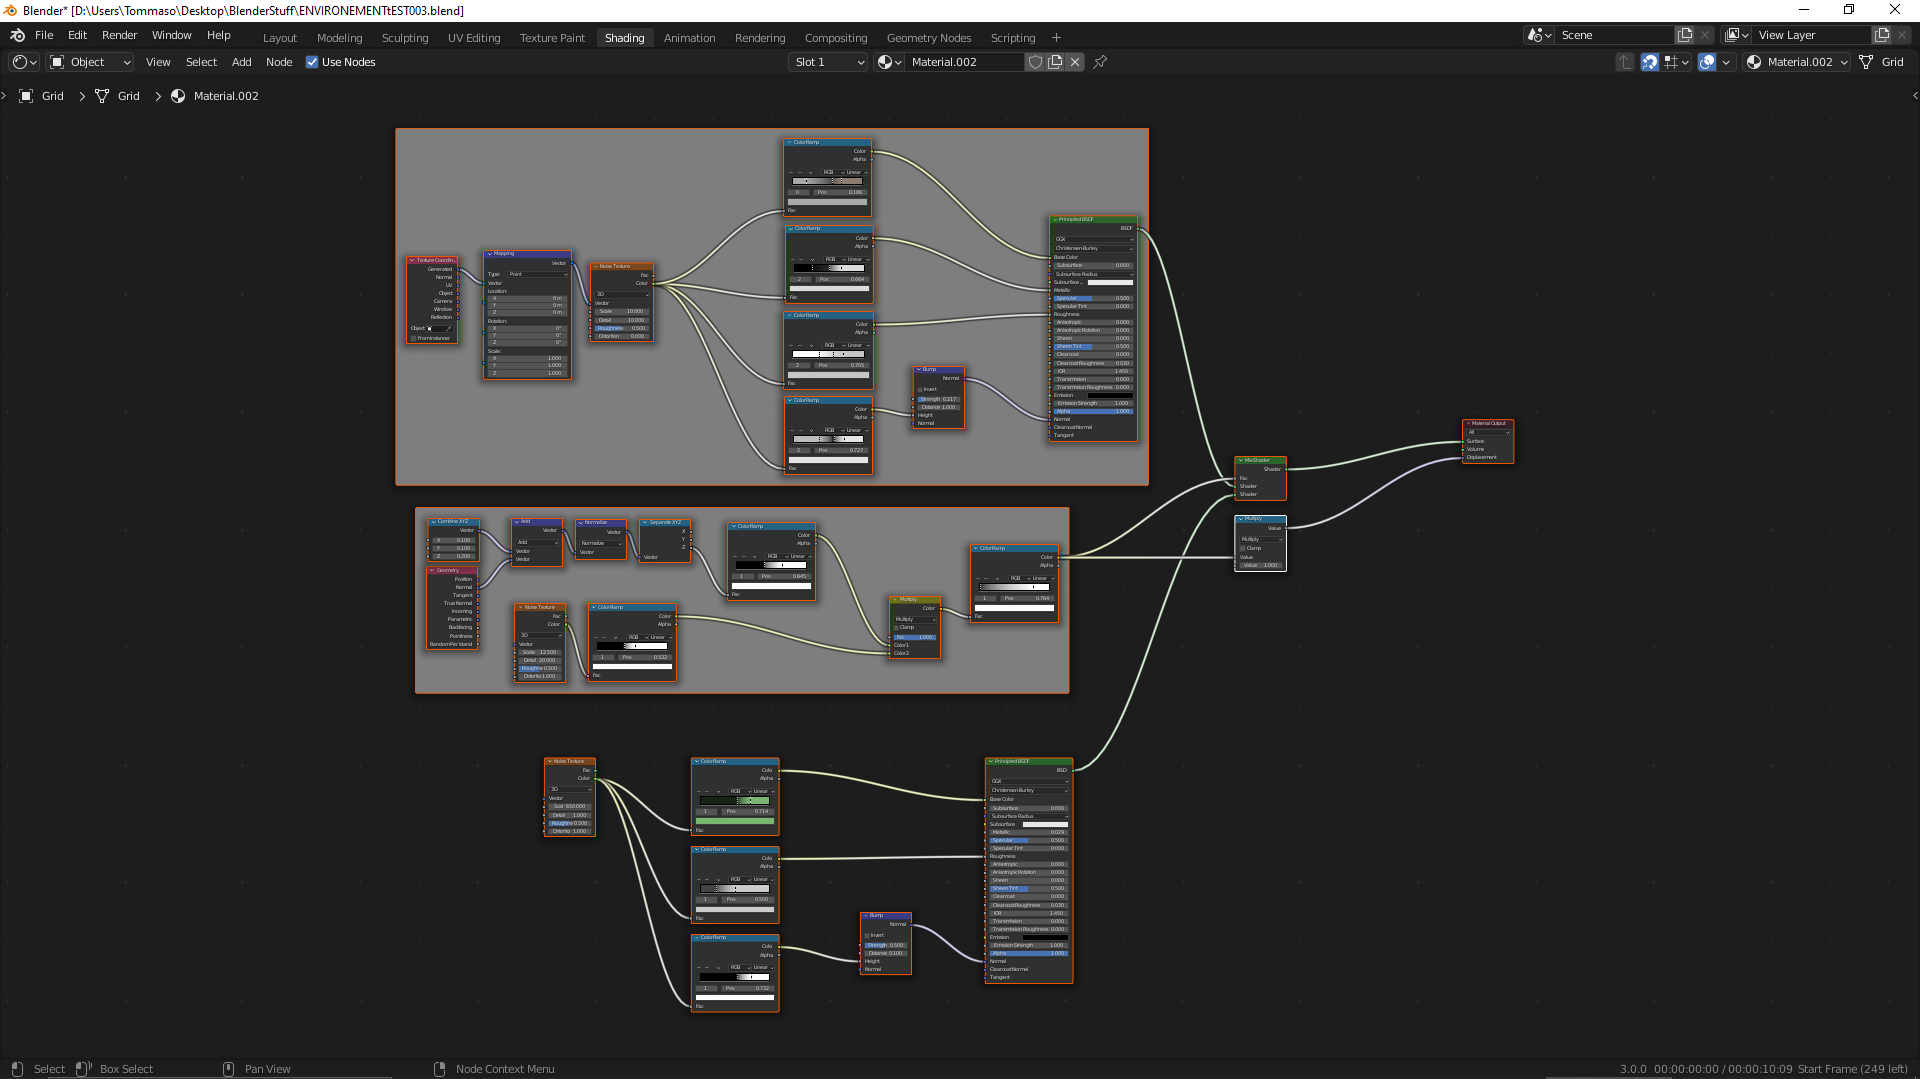 Blender* [D:\Users\Tommaso\Desktop\BlenderStuff\ENVIRONEMENTtEST003.blend]
File Edit Render Window Help
Layout Modeling Sculpting UV Editing Texture Paint Shading Animation Rendering Compositing Geometry Nodes Scripting +
Scene
View Layer
Object View Select Add Node Use Nodes
Slot 1 Material.002
Material.002 Grid
Grid > Grid > Material.002
ColorRamp
Color
Alpha
RGB Linear
0 Pos 0.186
Fac
ColorRamp
Color
Alpha
RGB Linear
2 Pos 0.664
Fac
ColorRamp
Color
Alpha
RGB Linear
2 Pos 0.705
Fac
ColorRamp
Color
Alpha
RGB Linear
2 Pos 0.727
Fac
Texture Coordin..
Generated
Normal
UV
Object
Camera
Window
Reflection
Object
From Instancer
Mapping
Vector
Type: Point
Vector
Location:
X 0 m
Y 0 m
Z 0 m
Rotation:
X 0°
Y 0°
Z 0°
Scale:
X 1.000
Y 1.000
Z 1.000
Noise Texture
Fac
Color
3D
Vector
Scale 10.000
Detail 10.000
Roughness 0.500
Distortion 0.000
Bump
Normal
Invert
Strength 0.217
Distance 1.000
Height
Normal
Principled BSDF
BSDF
GGX
Christensen-Burley
Base Color
Subsurface 0.000
Subsurface Radius
Subsurface ..
Metallic
Specular 0.500
Specular Tint 0.000
Roughness
Anisotropic 0.000
Anisotropic Rotation 0.000
Sheen 0.000
Sheen Tint 0.500
Clearcoat 0.000
Clearcoat Roughness 0.030
IOR 1.450
Transmission 0.000
Transmission Roughness 0.000
Emission
Emission Strength 1.000
Alpha 1.000
Normal
Clearcoat Normal
Tangent
Mix Shader
Shader
Fac
Shader
Shader
Material Output
All
Surface
Volume
Displacement
Multiply
Value
Multiply
Clamp
Value
Value 1.000
Combine XYZ
Vector
X 0.100
Y 0.100
Z 0.200
Geometry
Position
Normal
Tangent
True Normal
Incoming
Parametric
Backfacing
Pointiness
Random Per Island
Add
Vector
Add
Vector
Vector
Normalize
Vector
Normalize
Vector
Separate XYZ
X
Y
Z
Vector
ColorRamp
Color
Alpha
RGB Linear
1 Pos 0.645
Fac
Noise Texture
Fac
Color
3D
Vector
Scale 12.500
Detail 20.000
Roughne 0.500
Distortio 1.000
ColorRamp
Color
Alpha
RGB Linear
1 Pos 0.532
Fac
Multiply
Color
Multiply
Clamp
Fac 1.000
Color1
Color2
ColorRamp
Color
Alpha
RGB Linear
1 Pos 0.764
Fac
Noise Texture
Fac
Color
3D
Vector
Scal 650.000
Detail 1.000
Roughne 0.500
Distortio 1.000
ColorRamp
Colo
Alpha
RGB Linear
1 Pos 0.714
Fac
ColorRamp
Colo
Alpha
RGB Linear
1 Pos 0.500
Fac
ColorRamp
Colo
Alpha
RGB Linear
1 Pos 0.732
Fac
Bump
Normal
Invert
Strength 0.500
Distance 0.100
Height
Normal
Principled BSDF
BSD
GGX
Christensen-Burley
Base Color
Subsurface 0.000
Subsurface Radius
Subsurface
Metallic 0.029
Specular 0.500
Specular Tint 0.000
Roughness
Anisotropic 0.000
Anisotropic Rotation 0.000
Sheen 0.000
Sheen Tint 0.500
Clearcoat 0.000
Clearcoat Roughness 0.030
IOR 1.450
Transmission 0.000
Transmission Roughness 0.000
Emission
Emission Strength 1.000
Alpha 1.000
Normal
Clearcoat Normal
Tangent
Select Box Select Pan View Node Context Menu
3.0.0 00:00:00:00 / 00:00:10:09 Start Frame (249 left)